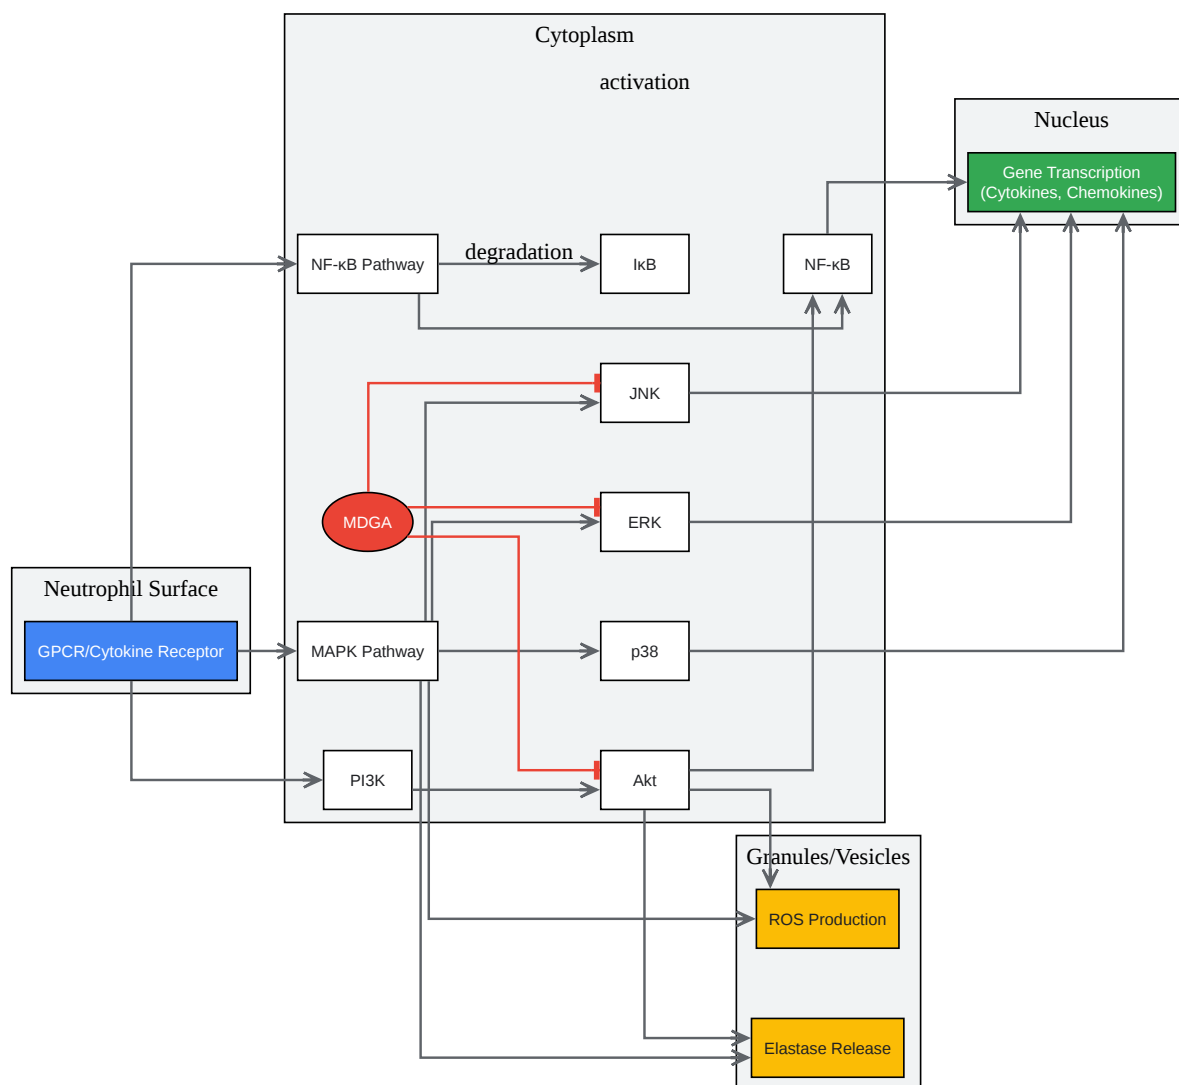 Cytoplasm
activation
Nucleus
Gene Transcription
(Cytokines, Chemokines)
NF-κB Pathway
degradation
IκB
NF-κB
JNK
MDGA
ERK
Neutrophil Surface
GPCR/Cytokine Receptor
MAPK Pathway
p38
PI3K
Akt
Granules/Vesicles
ROS Production
Elastase Release